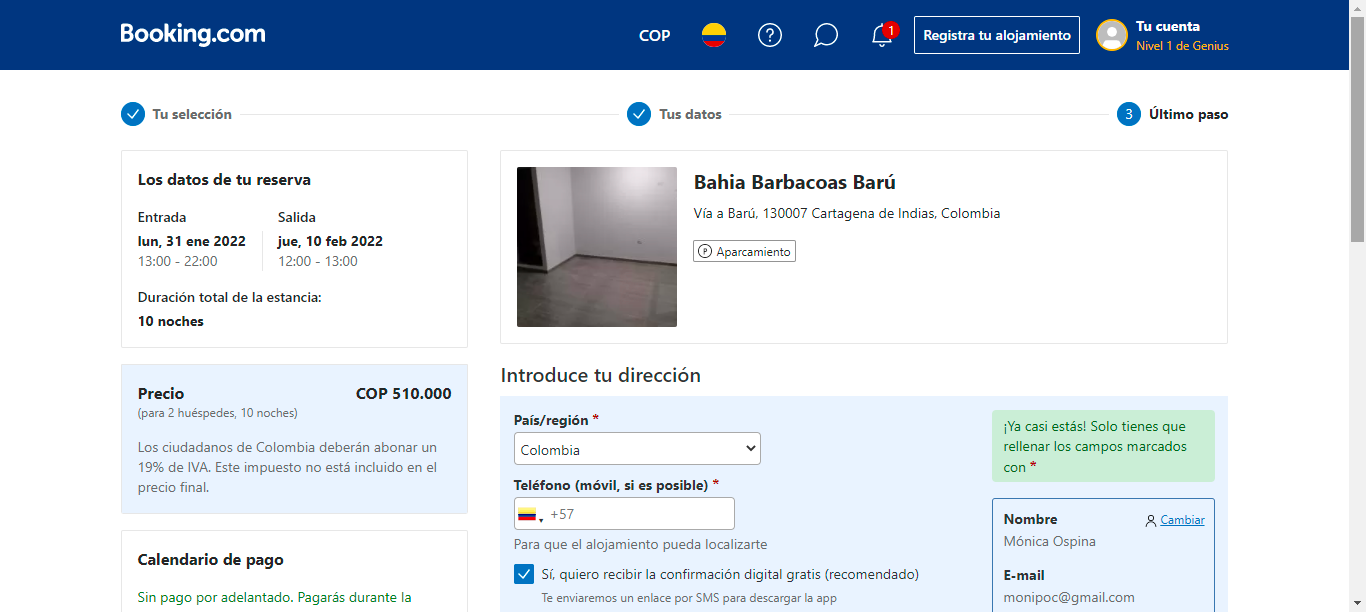 Booking.com
COP
?
1
Registra tu alojamiento
Tu cuenta
Nivel 1 de Genius
Tu selección
Tus datos
3 Último paso
Los datos de tu reserva
Entrada
lun, 31 ene 2022
13:00 - 22:00
Salida
jue, 10 feb 2022
12:00 - 13:00
Duración total de la estancia:
10 noches
Precio
COP 510.000
(para 2 huéspedes, 10 noches)
Los ciudadanos de Colombia deberán abonar un
19% de IVA. Este impuesto no está incluido en el
precio final.
Calendario de pago
Sin pago por adelantado. Pagarás durante la
Bahia Barbacoas Barú
Vía a Barú, 130007 Cartagena de Indias, Colombia
P Aparcamiento
Introduce tu dirección
País/región *
Colombia
Teléfono (móvil, si es posible) *
+57
Para que el alojamiento pueda localizarte
Sí, quiero recibir la confirmación digital gratis (recomendado)
Te enviaremos un enlace por SMS para descargar la app
¡Ya casi estás! Solo tienes que
rellenar los campos marcados
con *
Nombre
Cambiar
Mónica Ospina
E-mail
monipoc@gmail.com